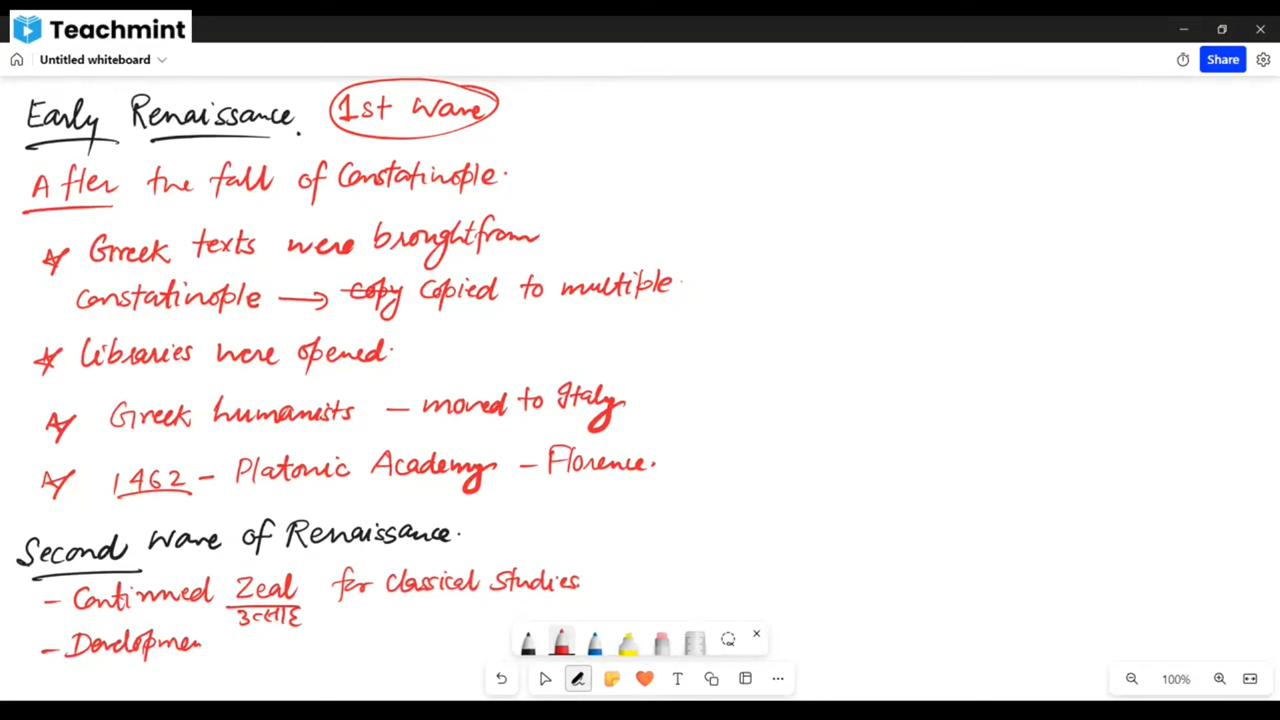 Teachmint
Untitled whiteboard
Share
Early Renaissance. 1st wave
After the fall of Constatinople.
Greek texts were brought from
Constatinople → copy copied to multiple
libraries were opened.
Greek humanists - moved to Italy
1462 - Platonic Academy - Florence.
Second wave of Renaissance.
- Continued Zeal for Classical Studies
उत्साह
- Developmen
100%